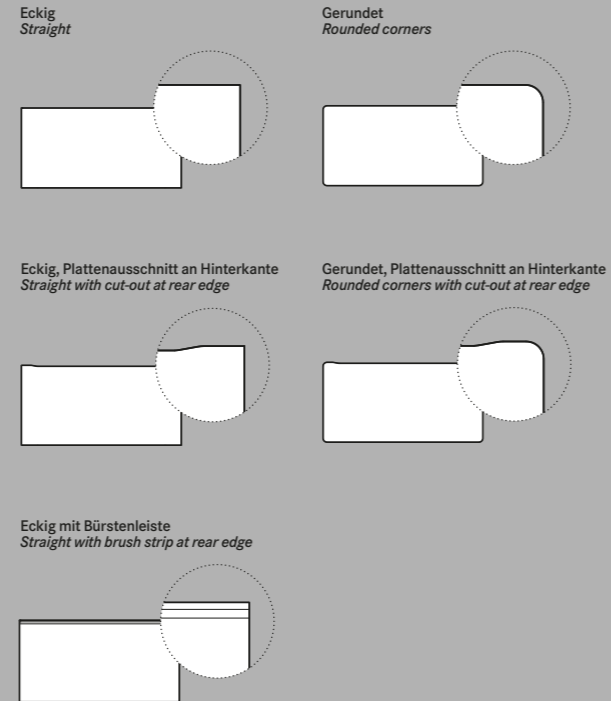 Eckig
Straight
Gerundet
Rounded corners
Eckig, Plattenausschnitt an Hinterkante
Straight with cut-out at rear edge
Gerundet, Plattenausschnitt an Hinterkante
Rounded corners with cut-out at rear edge
Eckig mit Bürstenleiste
Straight with brush strip at rear edge